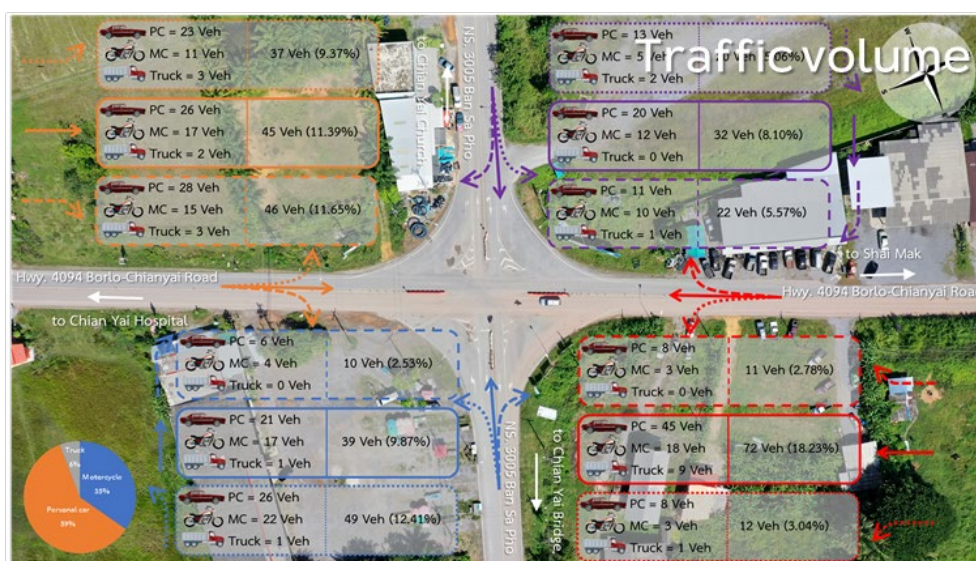 Traffic volume
PC = 23 Veh
MC = 11 Veh
Truck = 3 Veh
37 Veh (9.37%)
PC = 26 Veh
MC = 17 Veh
Truck = 2 Veh
45 Veh (11.39%)
PC = 28 Veh
MC = 15 Veh
Truck = 3 Veh
46 Veh (11.65%)
NS. 3005 Ban Sa Pho
to Chian Yai Church
PC = 13 Veh
MC = 5 Veh
Truck = 2 Veh
20 Veh (5.06%)
PC = 20 Veh
MC = 12 Veh
Truck = 0 Veh
32 Veh (8.10%)
PC = 11 Veh
MC = 10 Veh
Truck = 1 Veh
22 Veh (5.57%)
to Shai Mak
Hwy. 4094 Borlo-Chianyai Road
Hwy. 4094 Borlo-Chianyai Road
to Chian Yai Hospital
PC = 6 Veh
MC = 4 Veh
Truck = 0 Veh
10 Veh (2.53%)
PC = 21 Veh
MC = 17 Veh
Truck = 1 Veh
39 Veh (9.87%)
PC = 26 Veh
MC = 22 Veh
Truck = 1 Veh
49 Veh (12.41%)
NS. 3005 Ban Sa Pho
to Chian Yai Bridge
PC = 8 Veh
MC = 3 Veh
Truck = 0 Veh
11 Veh (2.78%)
PC = 45 Veh
MC = 18 Veh
Truck = 9 Veh
72 Veh (18.23%)
PC = 8 Veh
MC = 3 Veh
Truck = 1 Veh
12 Veh (3.04%)
Truck
6%
Motorcycle
35%
Personal car
59%